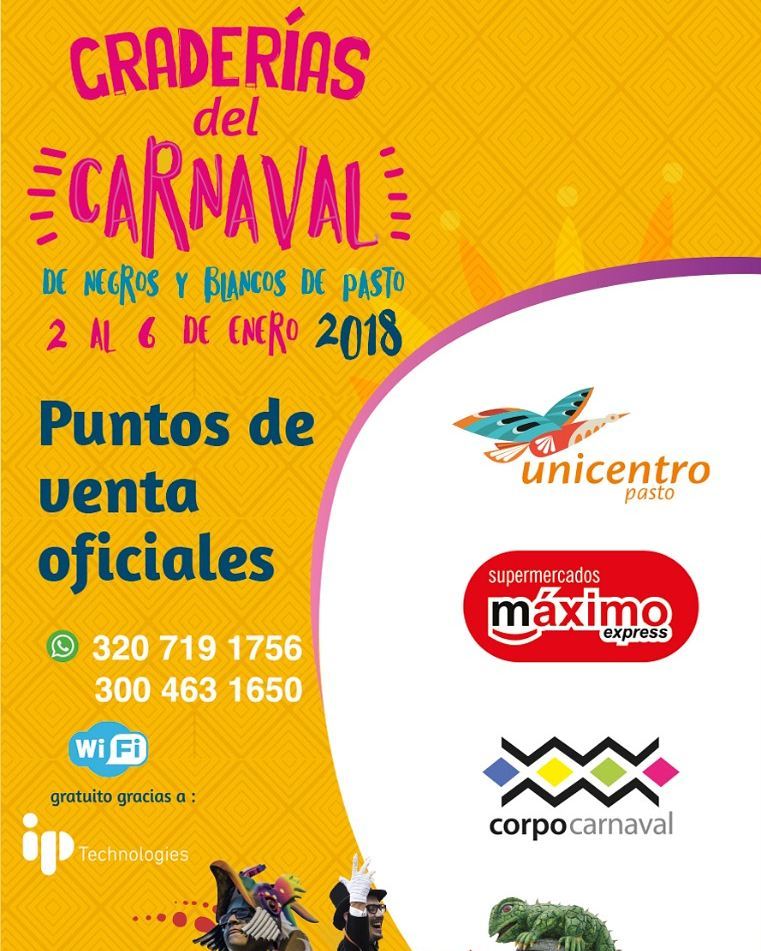 GRADERÍAS
del
CARNAVAL
DE NEGROS Y BLANCOS DE PASTO
2 AL 6 DE ENERO 2018
Puntos de
venta
oficiales
320 719 1756
300 463 1650
WiFi
gratuito gracias a :
ip Technologies
unicentro
pasto
supermercados
máximo
express
corpocarnaval